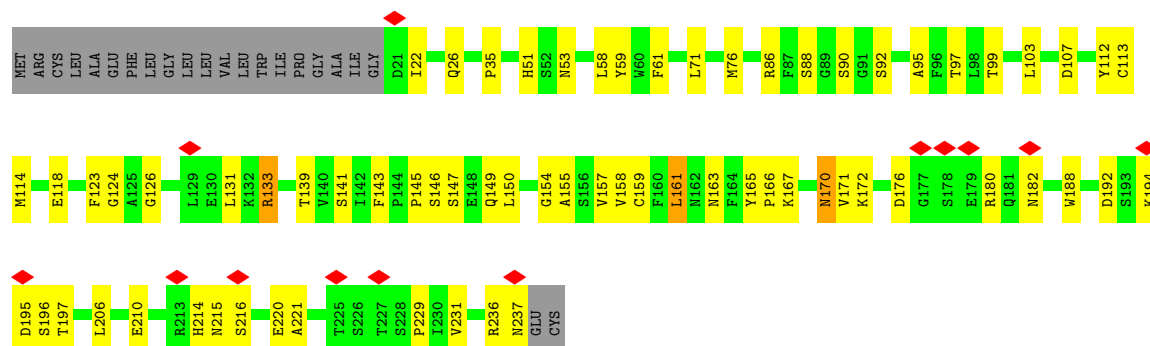 MET ARG CYS LEU ALA GLU PHE LEU GLY LEU LEU VAL LEU TRP ILE PRO GLY ALA ILE GLY D21 I22 Q26 P35 H51 S52 N53 L58 Y59 W60 F61 L71 M76 R86 F87 S88 G89 S90 G91 S92 A95 F96 T97 L98 T99 L103 D107 Y112 C113
M114 E118 F123 G124 A125 G126 L129 E130 L131 K132 R133 T139 V140 S141 I142 F143 P144 P145 S146 S147 E148 Q149 L150 G154 A155 S156 V157 V158 C159 F160 L161 N162 N163 F164 Y165 P166 K167 N170 V171 K172 D176 G177 S178 E179 R180 Q181 N182 W188 D192 S193 K194
D195 S196 T197 L206 E210 R213 H214 N215 S216 E220 A221 T225 S226 T227 S228 P229 I230 V231 R236 N237 GLU CYS